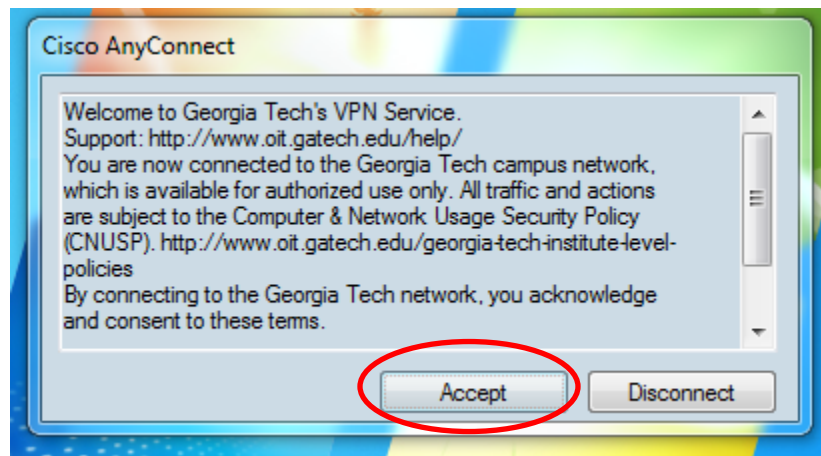 Cisco AnyConnect
Welcome to Georgia Tech's VPN Service.
Support: http://www.oit.gatech.edu/help/
You are now connected to the Georgia Tech campus network,
which is available for authorized use only. All traffic and actions
are subject to the Computer & Network Usage Security Policy
(CNUSP). http://www.oit.gatech.edu/georgia-tech-institute-level-
policies
By connecting to the Georgia Tech network, you acknowledge
and consent to these terms.
Accept Disconnect